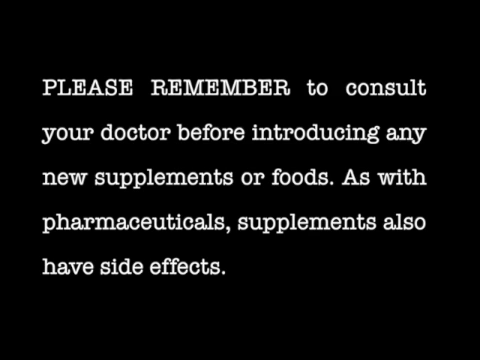 PLEASE REMEMBER to consult
your doctor before introducing any
new supplements or foods. As with
pharmaceuticals, supplements also
have side effects.